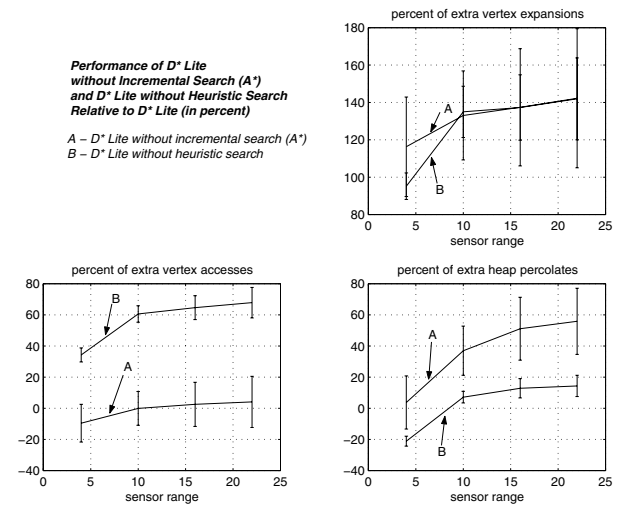 percent of extra vertex expansions
180
160
140
120
100
80
0 5 10 15 20 25
sensor range
A
B
Performance of D* Lite
without Incremental Search (A*)
and D* Lite without Heuristic Search
Relative to D* Lite (in percent)
A – D* Lite without incremental search (A*)
B – D* Lite without heuristic search
percent of extra vertex accesses
80
60
40
20
0
−20
−40
0 5 10 15 20 25
sensor range
B
A
percent of extra heap percolates
80
60
40
20
0
−20
−40
0 5 10 15 20 25
sensor range
A
B